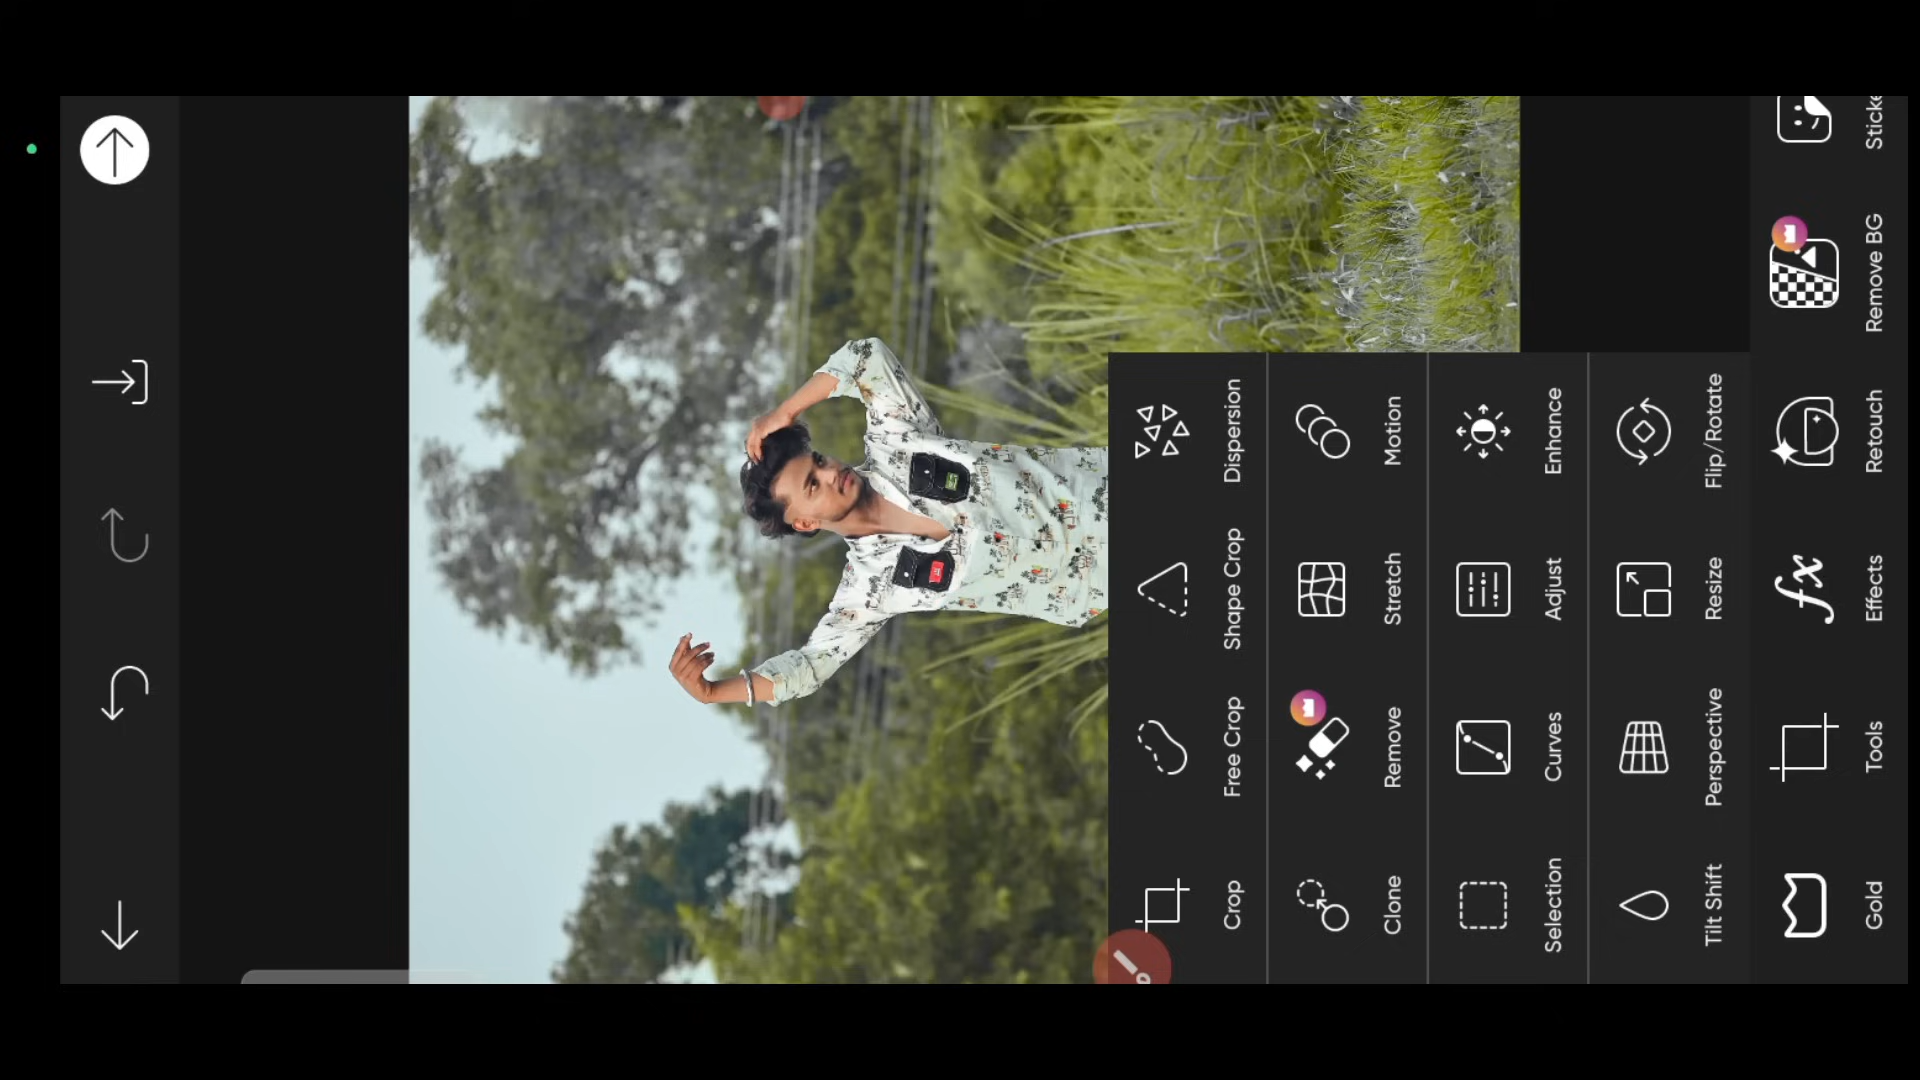 Crop
Free Crop
Shape Crop
Dispersion
Clone
Remove
Stretch
Motion
Selection
Curves
Adjust
Enhance
Tilt Shift
Perspective
Resize
Flip/Rotate
Gold
Tools
fx
Effects
Retouch
Remove BG
Sticke